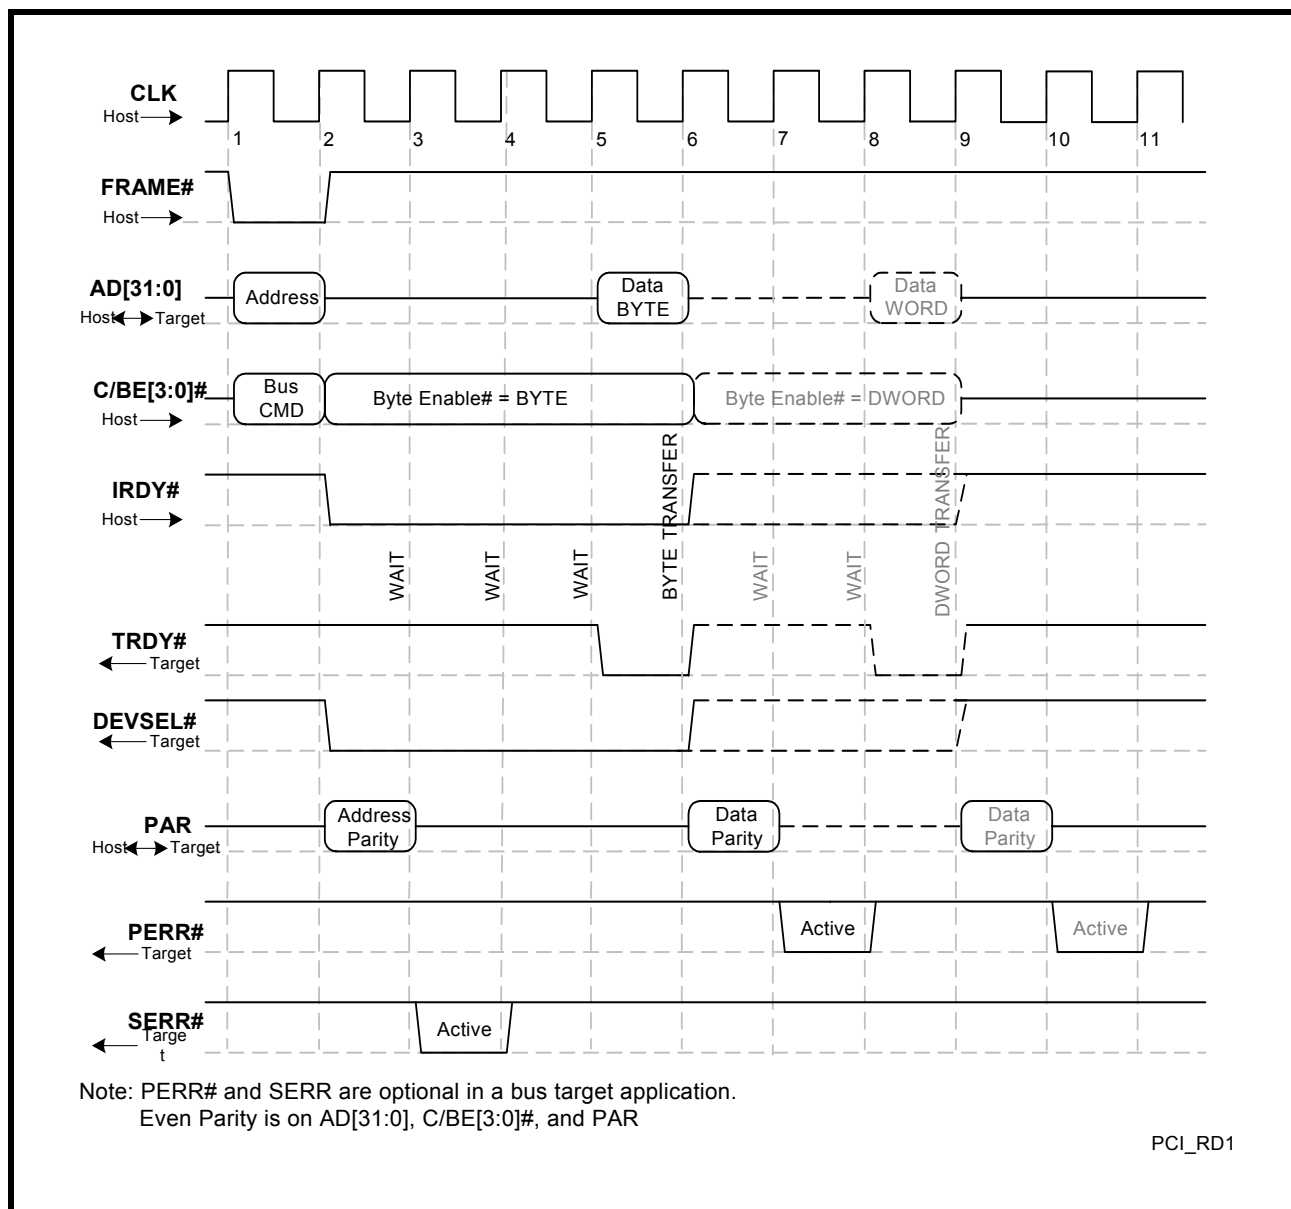 CLK
Host
1 2 3 4 5 6 7 8 9 10 11
FRAME#
Host
AD[31:0]
Host Target
Address
Data
BYTE
Data
WORD
C/BE[3:0]#
Host
Bus
CMD
Byte Enable# = BYTE
Byte Enable# = DWORD
IRDY#
Host
WAIT
WAIT
WAIT
BYTE TRANSFER
WAIT
WAIT
DWORD TRANSFER
TRDY#
Target
DEVSEL#
Target
PAR
Host Target
Address
Parity
Data
Parity
Data
Parity
PERR#
Target
Active
Active
SERR#
Targe
t
Active
Note: PERR# and SERR are optional in a bus target application.
Even Parity is on AD[31:0], C/BE[3:0]#, and PAR
PCI_RD1